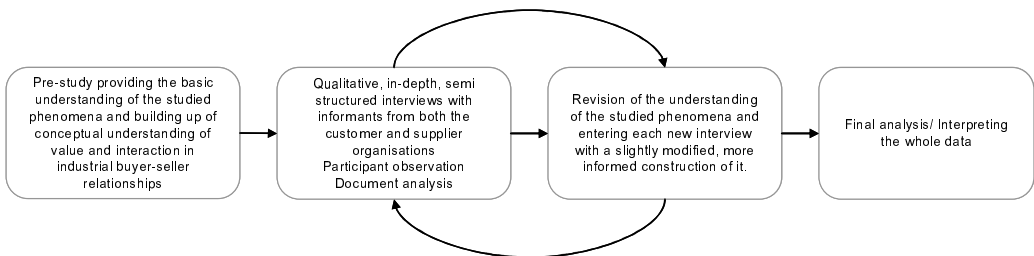 Pre-study providing the basic
understanding of the studied
phenomena and building up of
conceptual understanding of
value and interaction in
industrial buyer-seller
relationships
Qualitative, in-depth, semi
structured interviews with
informants from both the
customer and supplier
organisations
Participant observation
Document analysis
Revision of the understanding
of the studied phenomena and
entering each new interview
with a slightly modified, more
informed construction of it.
Final analysis/ Interpreting
the whole data